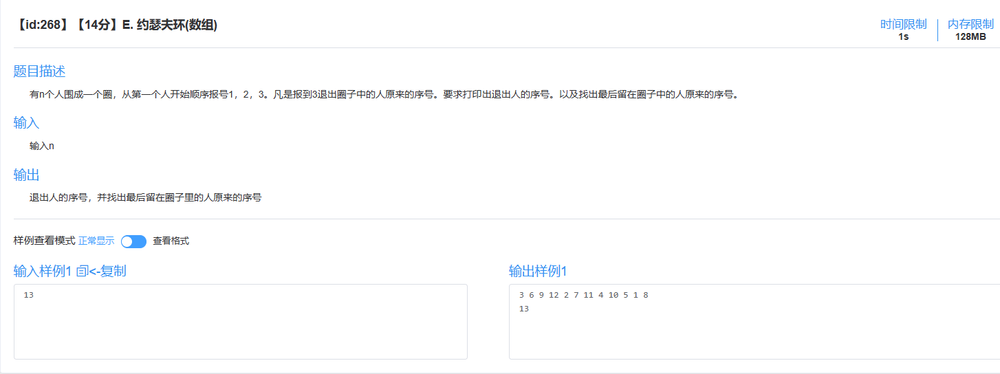 【id:268】【14分】E. 约瑟夫环(数组)
时间限制
1s
内存限制
128MB
题目描述
有n个人围成一个圈，从第一个人开始顺序报号1，2，3。凡是报到3退出圈子中的人原来的序号。要求打印出退出人的序号。以及找出最后留在圈子中的人原来的序号。
输入
输入n
输出
退出人的序号，并找出最后留在圈子里的人原来的序号
样例查看模式 正常显示 查看格式
输入样例1 <-复制
13
输出样例1
3 6 9 12 2 7 11 4 10 5 1 8
13